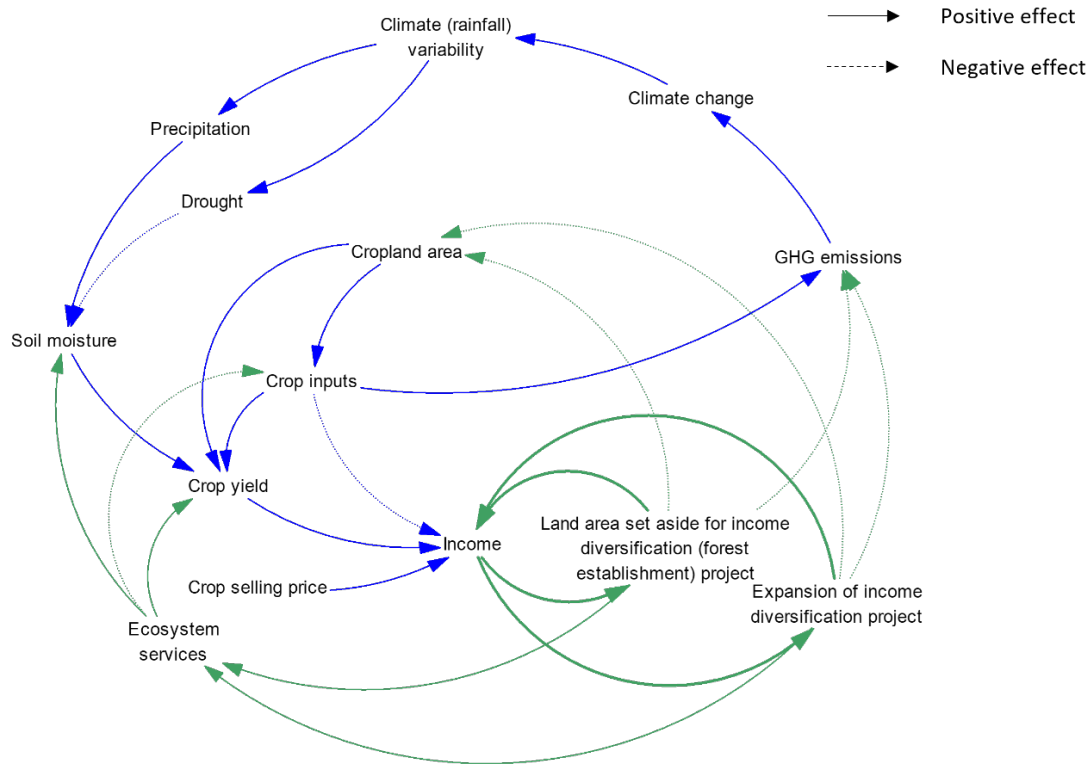 Positive effect
Climate (rainfall)
variability
Negative effect
Climate change
Precipitation
Drought
Cropland area
GHG emissions
Soil moisture
Crop inputs
Crop yield
Income
Land area set aside for income
diversification (forest
establishment) project
Crop selling price
Expansion of income
diversification project
Ecosystem
services